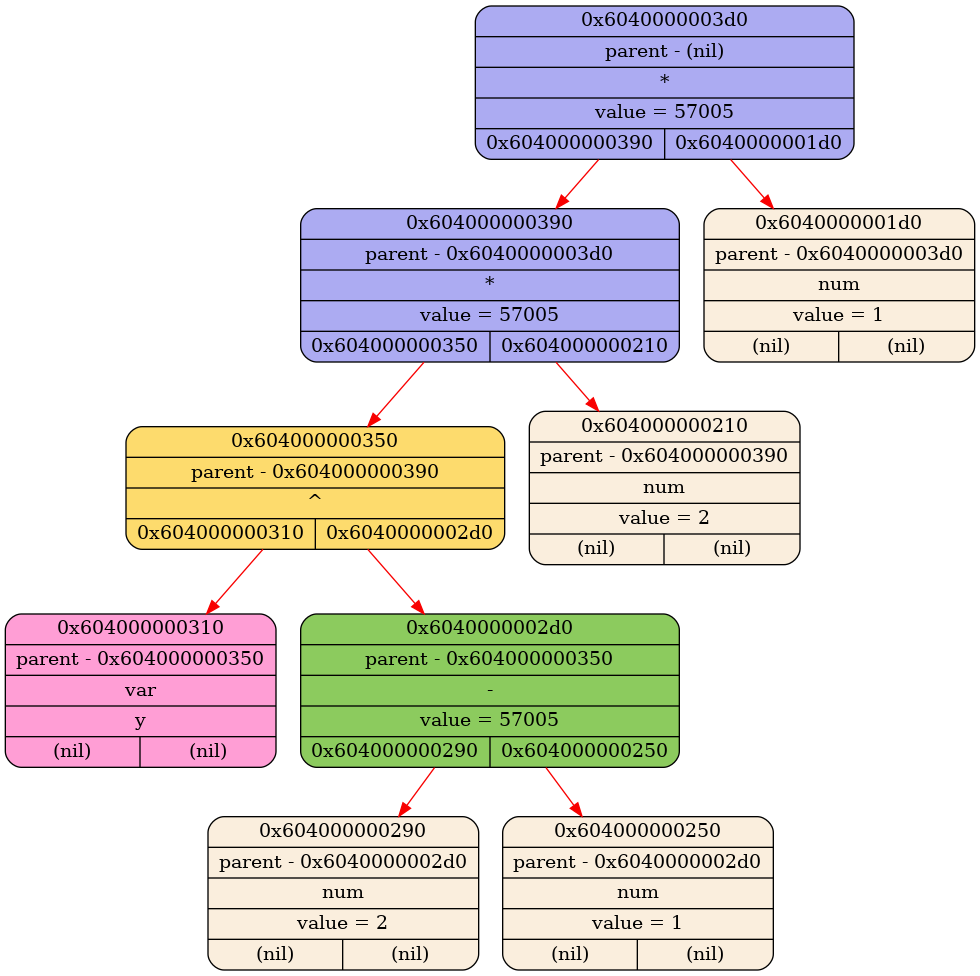 0x6040000003d0
parent - (nil)
*
value = 57005
0x604000000390 0x6040000001d0
0x604000000390
parent - 0x6040000003d0
*
value = 57005
0x604000000350 0x604000000210
0x6040000001d0
parent - 0x6040000003d0
num
value = 1
(nil) (nil)
0x604000000350
parent - 0x604000000390
^
0x604000000310 0x6040000002d0
0x604000000210
parent - 0x604000000390
num
value = 2
(nil) (nil)
0x604000000310
parent - 0x604000000350
var
y
(nil) (nil)
0x6040000002d0
parent - 0x604000000350
-
value = 57005
0x604000000290 0x604000000250
0x604000000290
parent - 0x6040000002d0
num
value = 2
(nil) (nil)
0x604000000250
parent - 0x6040000002d0
num
value = 1
(nil) (nil)